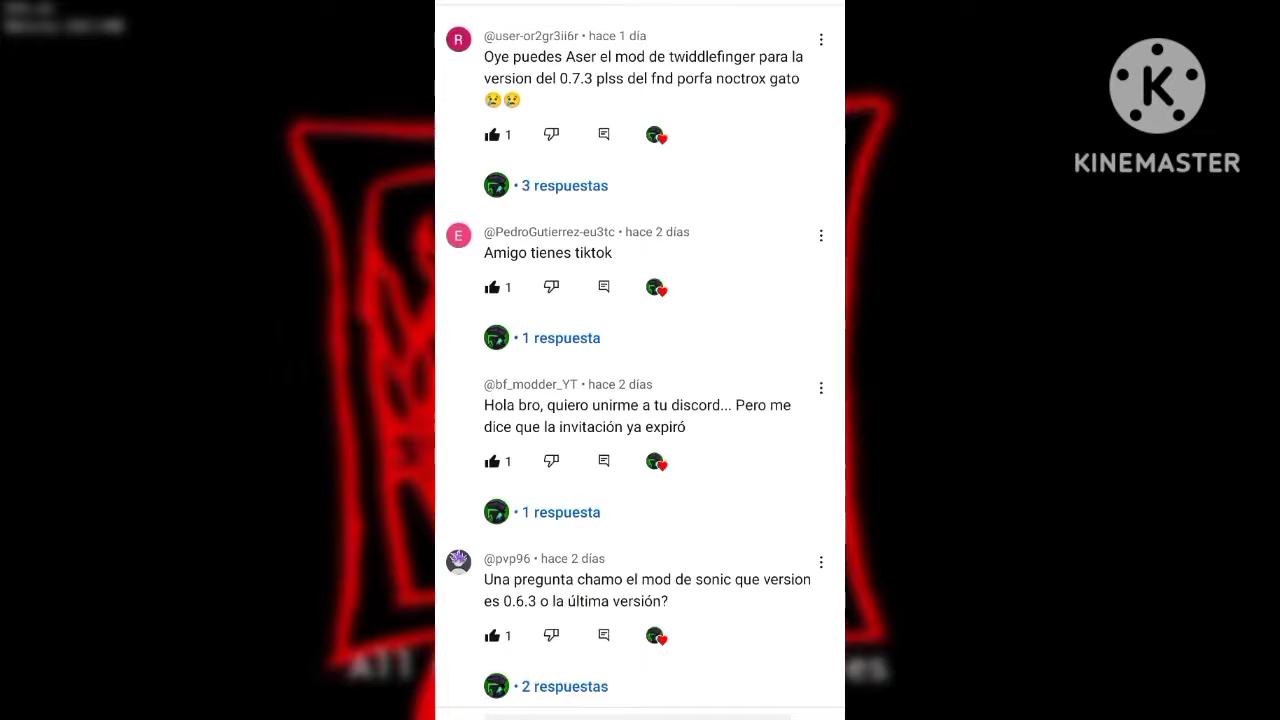 @user-or2gr3ii6r • hace 1 día
Oye puedes Aser el mod de twiddlefinger para la
version del 0.7.3 plss del fnd porfa noctrox gato
😢😢
1
• 3 respuestas
@PedroGutierrez-eu3tc • hace 2 días
Amigo tienes tiktok
1
• 1 respuesta
@bf_modder_YT • hace 2 días
Hola bro, quiero unirme a tu discord... Pero me
dice que la invitación ya expiró
1
• 1 respuesta
@pvp96 • hace 2 días
Una pregunta chamo el mod de sonic que version
es 0.6.3 o la última versión?
1
• 2 respuestas
R
E
K
KINEMASTER
All
es